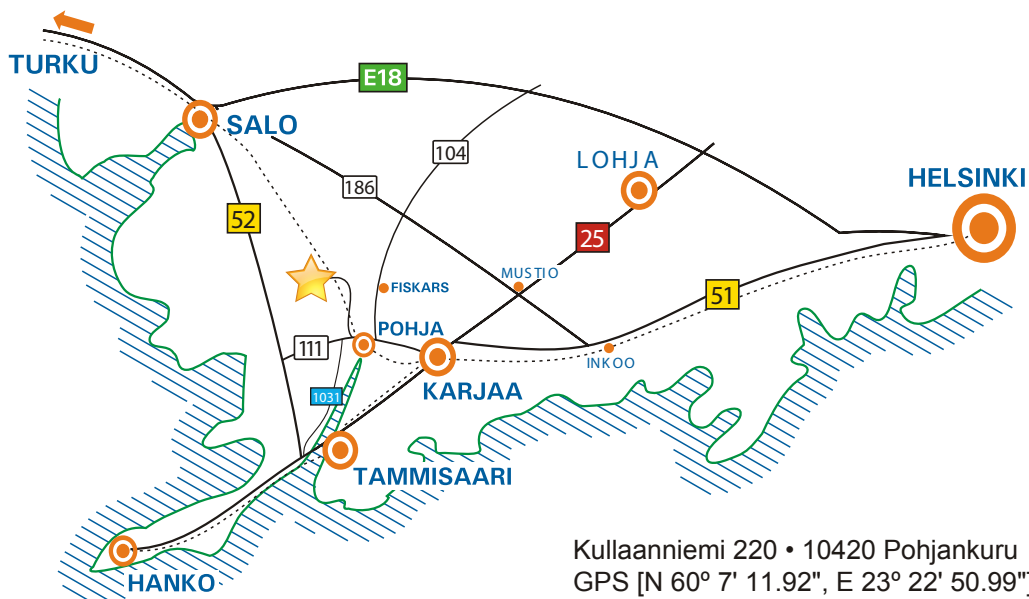 TURKU
E18
SALO
104
LOHJA
186
HELSINKI
52
25
MUSTIO
FISKARS
51
POHJA
111
INKOO
KARJAA
1031
TAMMISAARI
Kullaanniemi 220 • 10420 Pohjankuru
HANKO
GPS [N 60º 7' 11.92", E 23º 22' 50.99"]